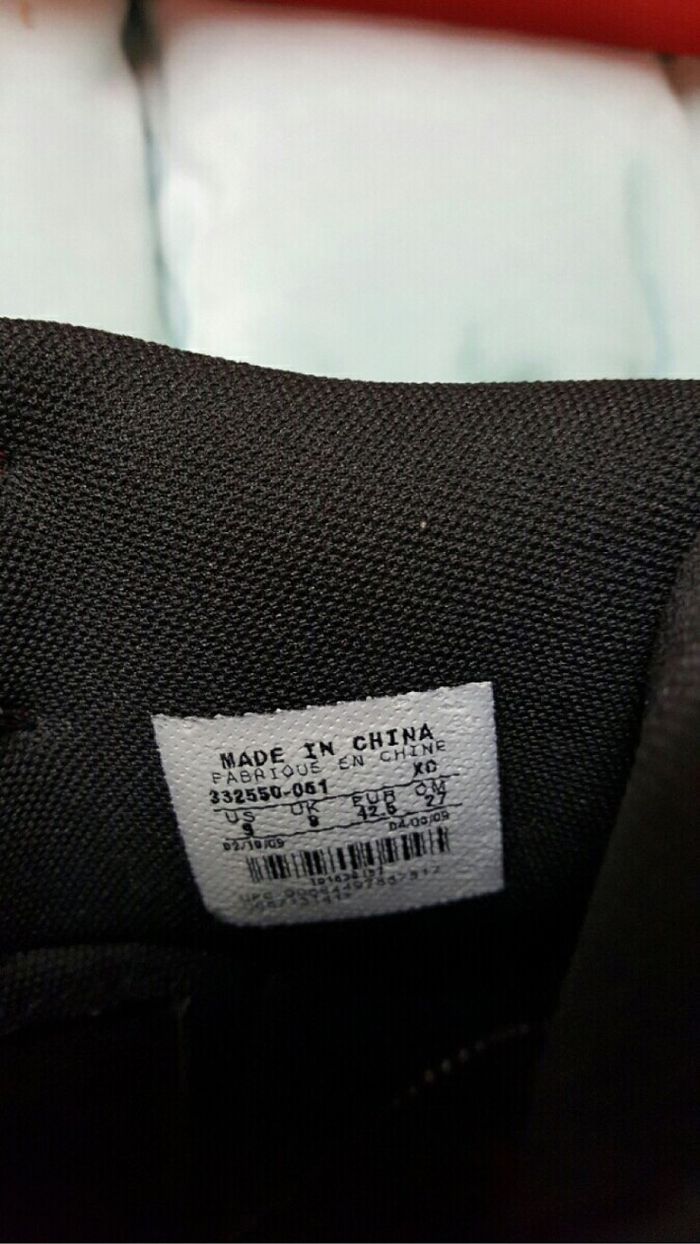 MADE IN CHINA
FABRIQUE EN CHINE
332550-061 XC
US UK EUR CM
9 8 42.5 27
02/10/09 04/00/09